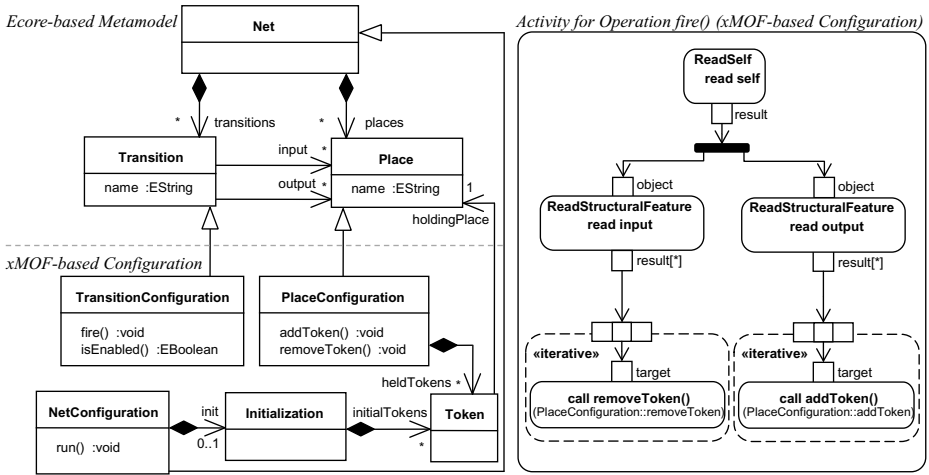 Ecore-based Metamodel
Net
* transitions
* places
Transition
name :EString
input *
output *
Place
name :EString
1
holdingPlace
xMOF-based Configuration
TransitionConfiguration
fire() :void
isEnabled() :EBoolean
PlaceConfiguration
addToken() :void
removeToken() :void
heldTokens *
NetConfiguration
run() :void
init
0..1
Initialization
initialTokens
*
Token
Activity for Operation fire() (xMOF-based Configuration)
ReadSelf
read self
result
object
ReadStructuralFeature
read input
result[*]
«iterative»
target
call removeToken()
(PlaceConfiguration::removeToken)
object
ReadStructuralFeature
read output
result[*]
«iterative»
target
call addToken()
(PlaceConfiguration::addToken)